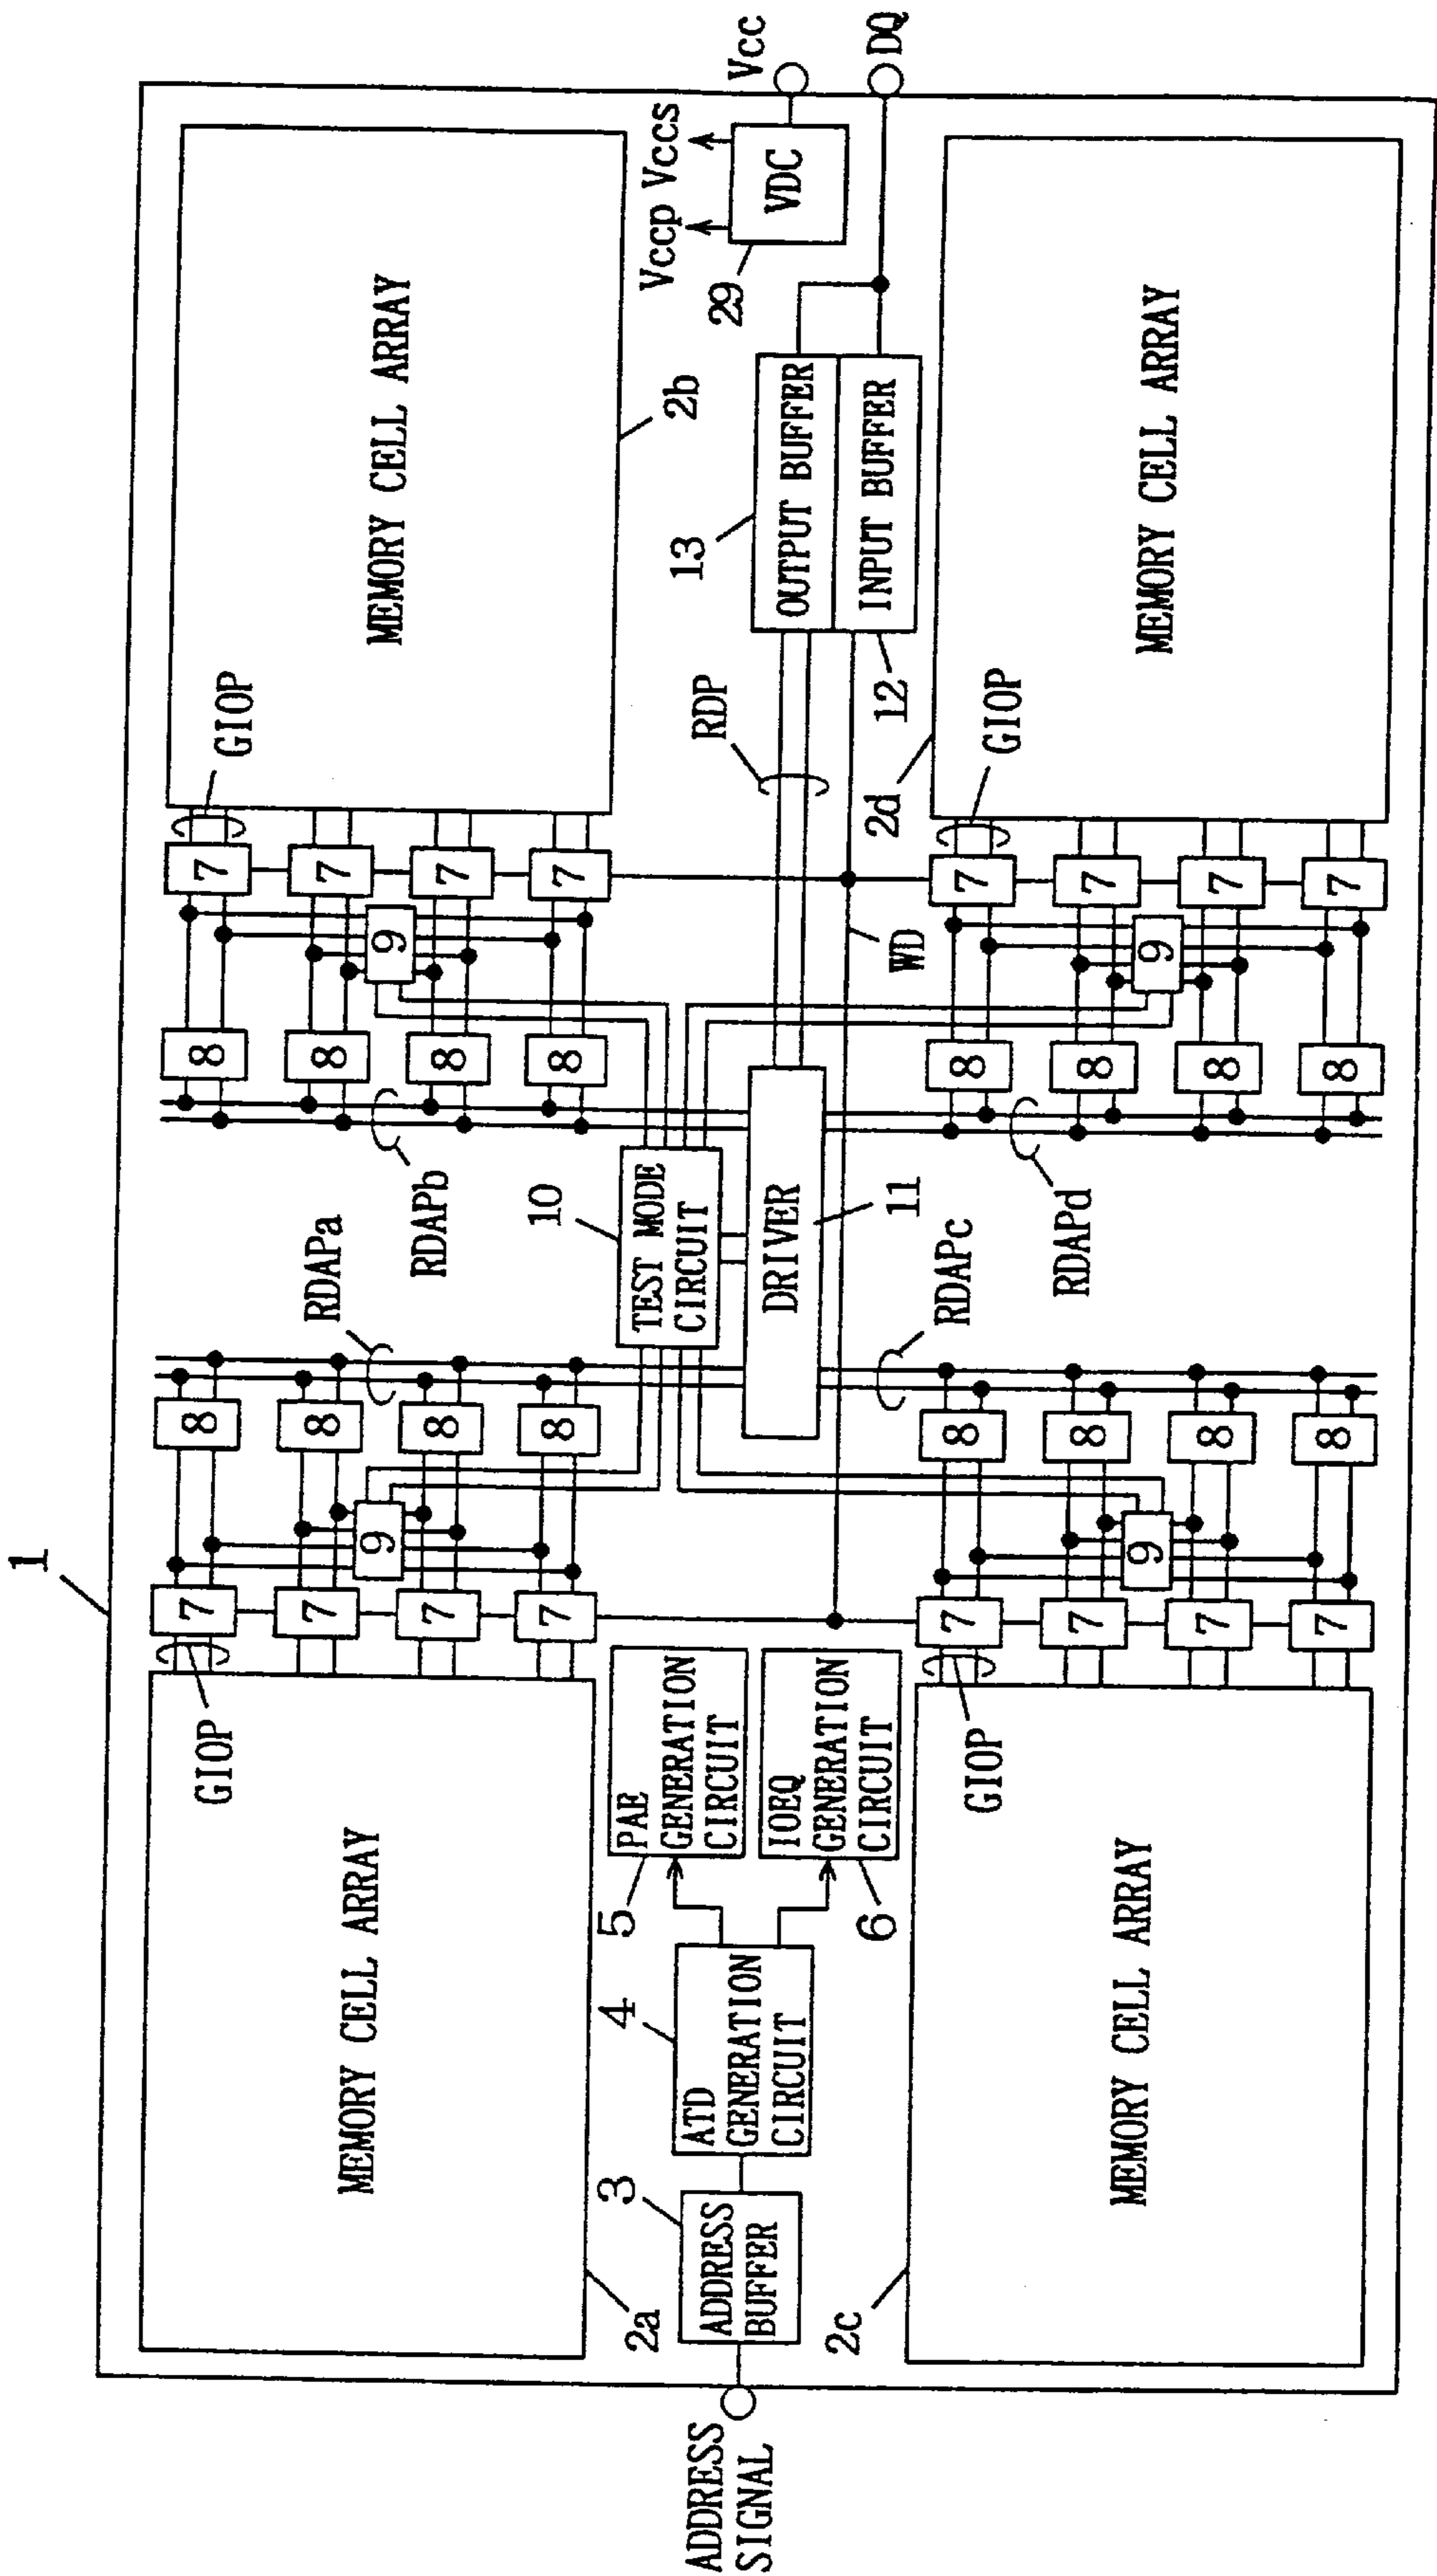 1
MEMORY CELL ARRAY
2a
GIOP
7
7
7
7
9
8
8
8
8
RDAPa
RDAPb
8
8
8
8
9
7
7
7
7
GIOP
MEMORY CELL ARRAY
2b
ADDRESS
SIGNAL
3
ADDRESS
BUFFER
4
ATD
GENERATION
CIRCUIT
5
PAE
GENERATION
CIRCUIT
6
IOEQ
GENERATION
CIRCUIT
10
TEST MODE
CIRCUIT
DRIVER
11
WD
RDP
13
OUTPUT BUFFER
INPUT BUFFER
12
29
VDC
Vccp Vccs
Vcc
DQ
2c
MEMORY CELL ARRAY
GIOP
7
7
7
7
9
8
8
8
8
RDAPc
RDAPd
8
8
8
8
9
7
7
7
7
GIOP
2d
MEMORY CELL ARRAY